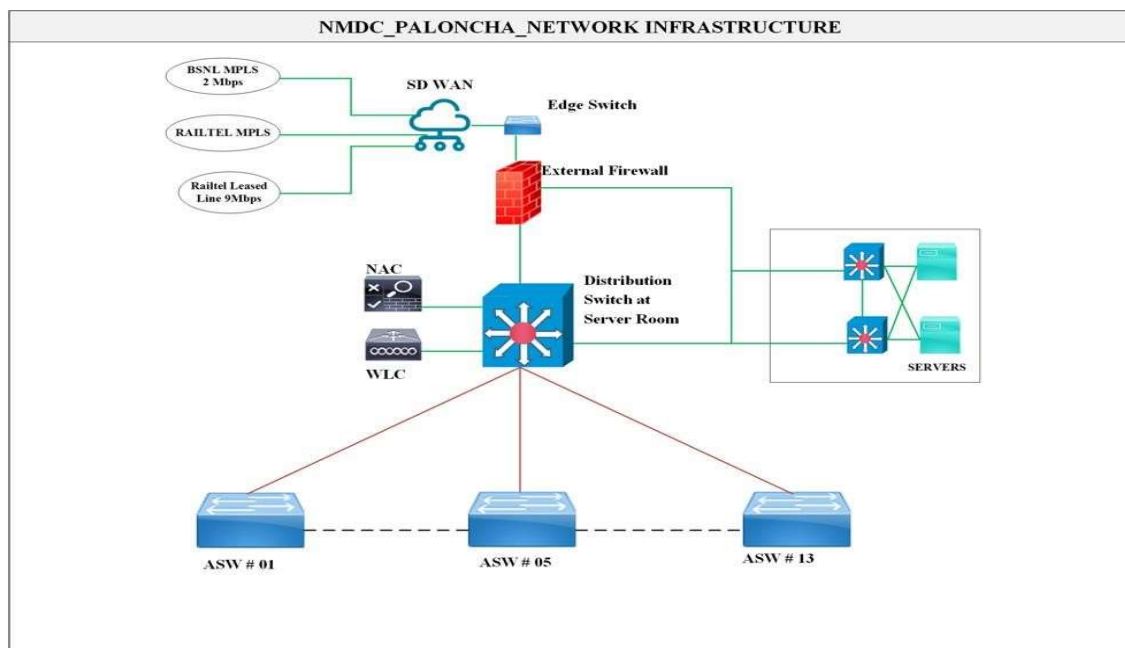 NMDC_PALONCHA_NETWORK INFRASTRUCTURE
BSNL MPLS
2 Mbps
SD WAN
Edge Switch
RAILTEL MPLS
External Firewall
Railtel Leased
Line 9Mbps
NAC
Distribution
Switch at
Server Room
WLC
SERVERS
ASW # 01
ASW # 05
ASW # 13